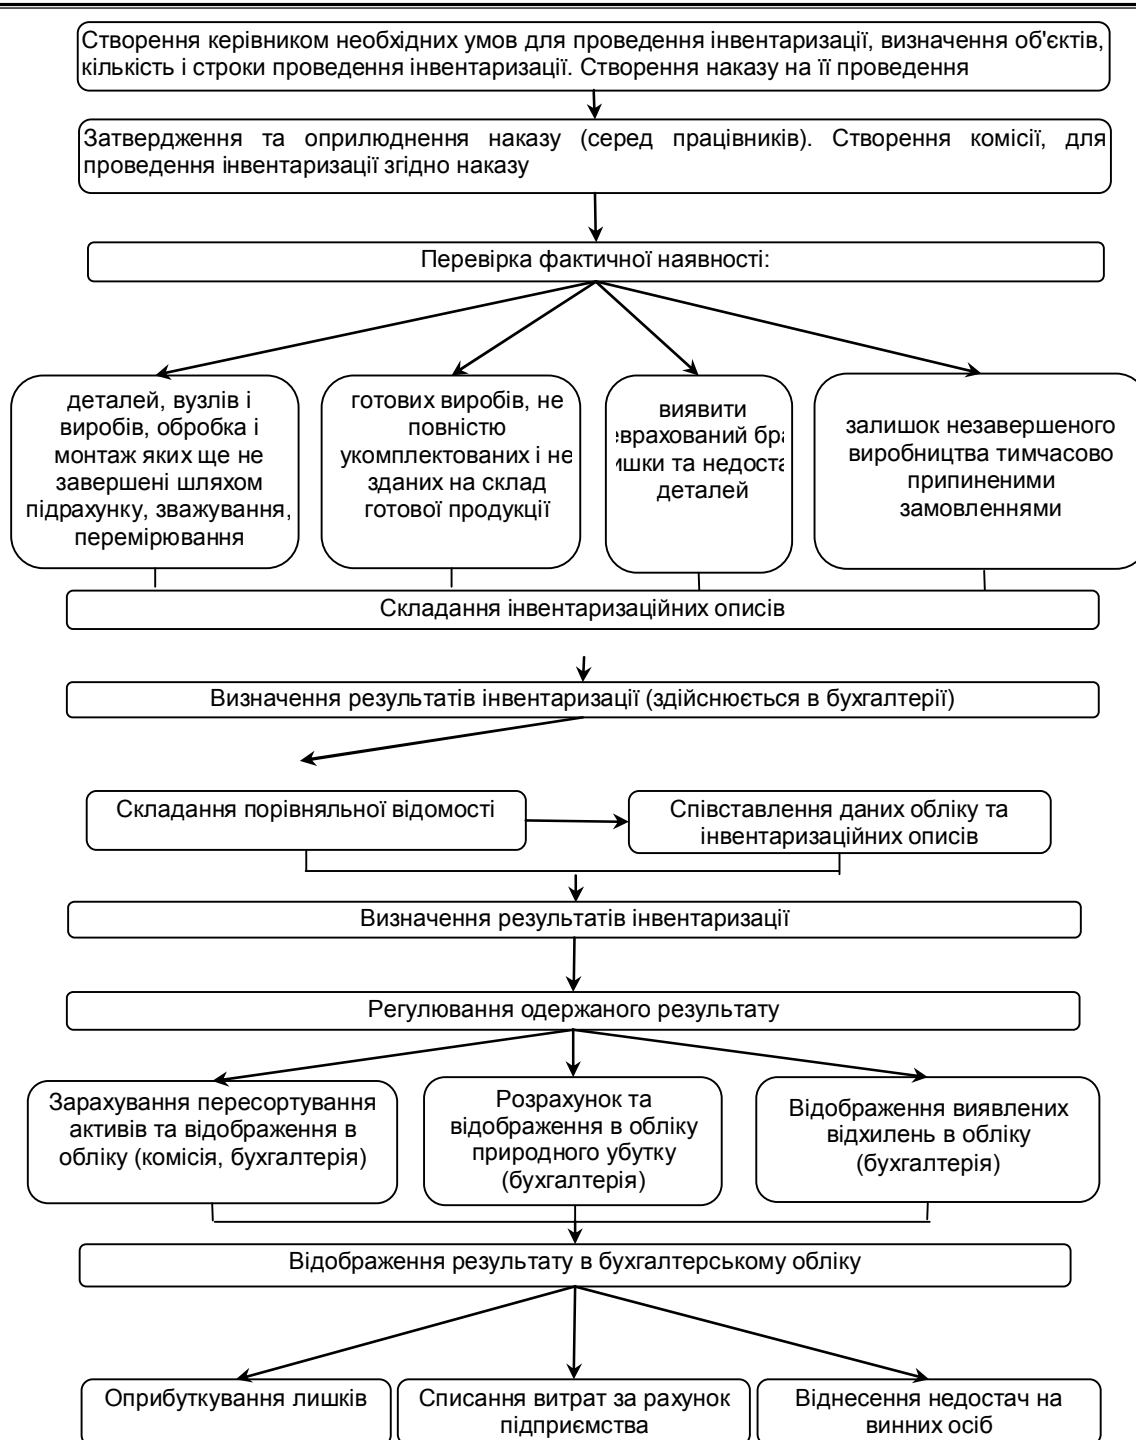 Створення керівником необхідних умов для проведення інвентаризації, визначення об'єктів,
кількість і строки проведення інвентаризації. Створення наказу на її проведення
Затвердження та оприлюднення наказу (серед працівників). Створення комісії, для
проведення інвентаризації згідно наказу
Перевірка фактичної наявності:
деталей, вузлів і
виробів, обробка і
монтаж яких ще не
завершені шляхом
підрахунку, зважування,
перемірювання
готових виробів, не
повністю
укомплектованих і не
зданих на склад
готової продукції
виявити
та
деталей
залишок незавершеного
виробництва тимчасово
припиненими
замовленнями
Складання інвентаризаційних описів
Визначення результатів інвентаризації (здійснюється в бухгалтерії)
Складання порівняльної відомості
Співставлення даних обліку та
інвентаризаційних описів
Визначення результатів інвентаризації
Регулювання одержаного результату
Зарахування пересортування
активів та відображення в
обліку (комісія, бухгалтерія)
Розрахунок та
відображення в обліку
природного убутку
(бухгалтерія)
Відображення виявлених
відхилень в обліку
(бухгалтерія)
Відображення результату в бухгалтерському обліку
Оприбуткування лишків
Списання витрат за рахунок
підприємства
Віднесення недостач на
винних осіб